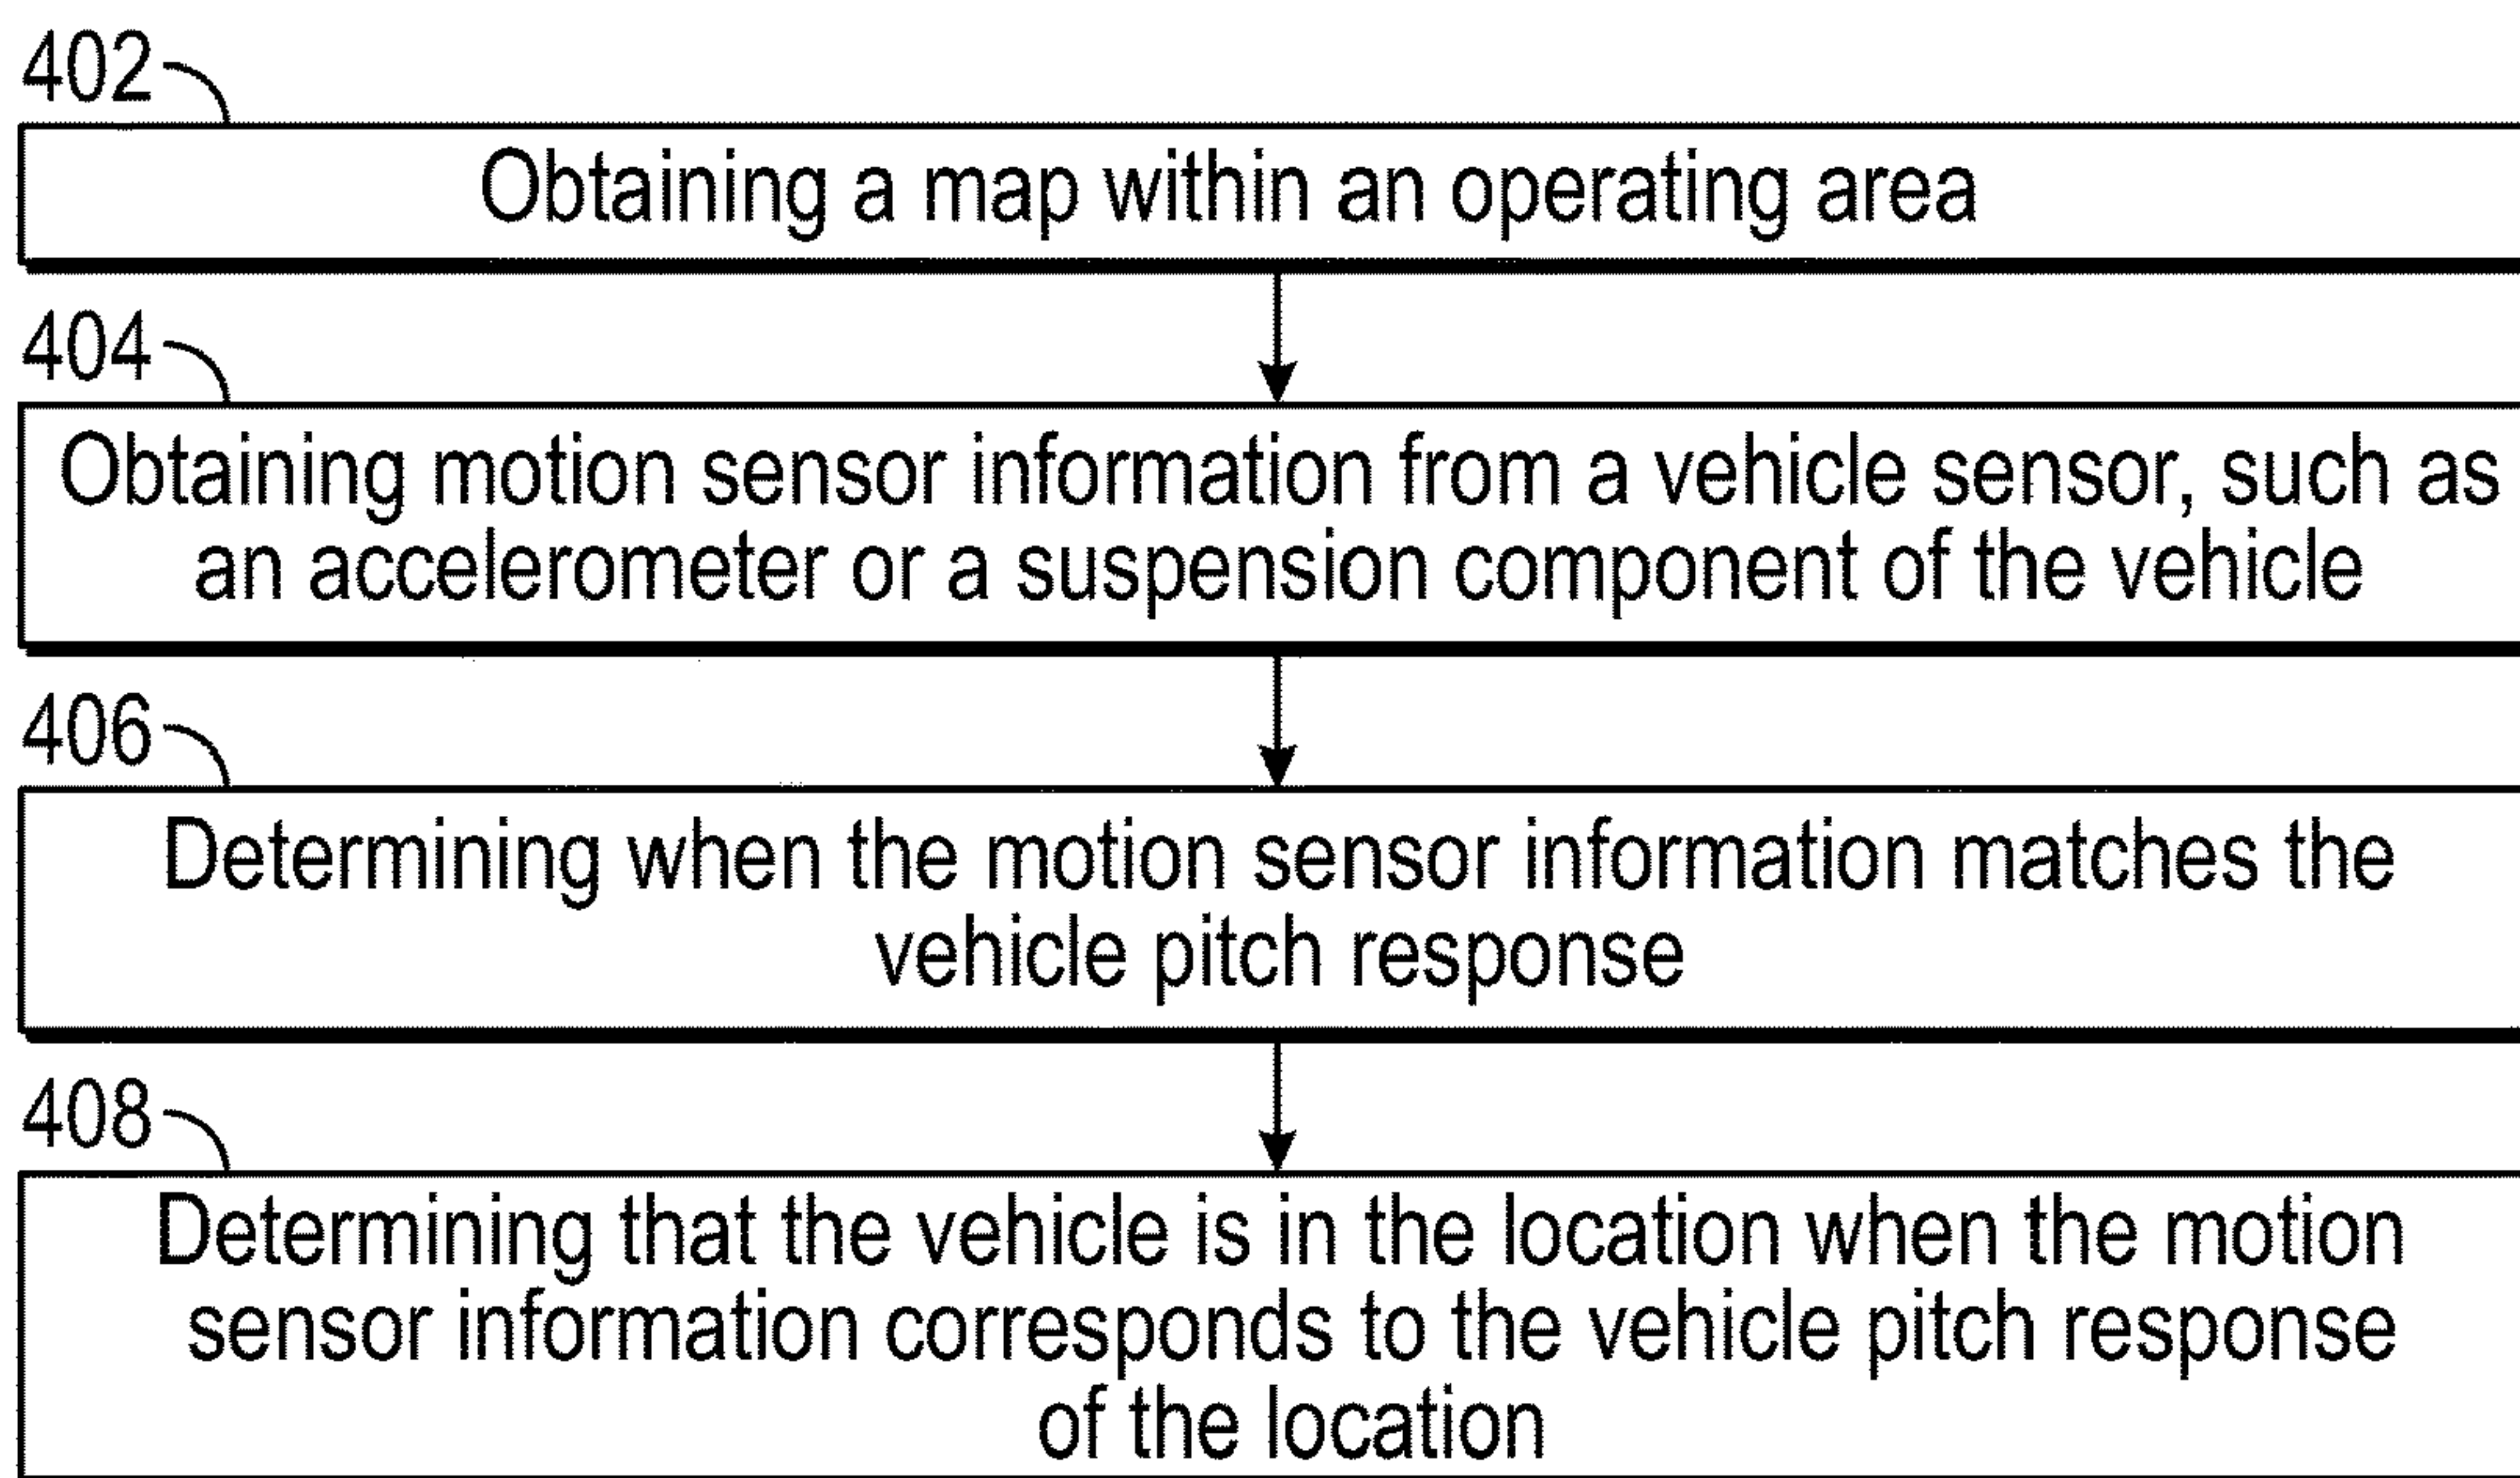 402
Obtaining a map within an operating area
404
Obtaining motion sensor information from a vehicle sensor, such as
an accelerometer or a suspension component of the vehicle
406
Determining when the motion sensor information matches the
vehicle pitch response
408
Determining that the vehicle is in the location when the motion
sensor information corresponds to the vehicle pitch response
of the location